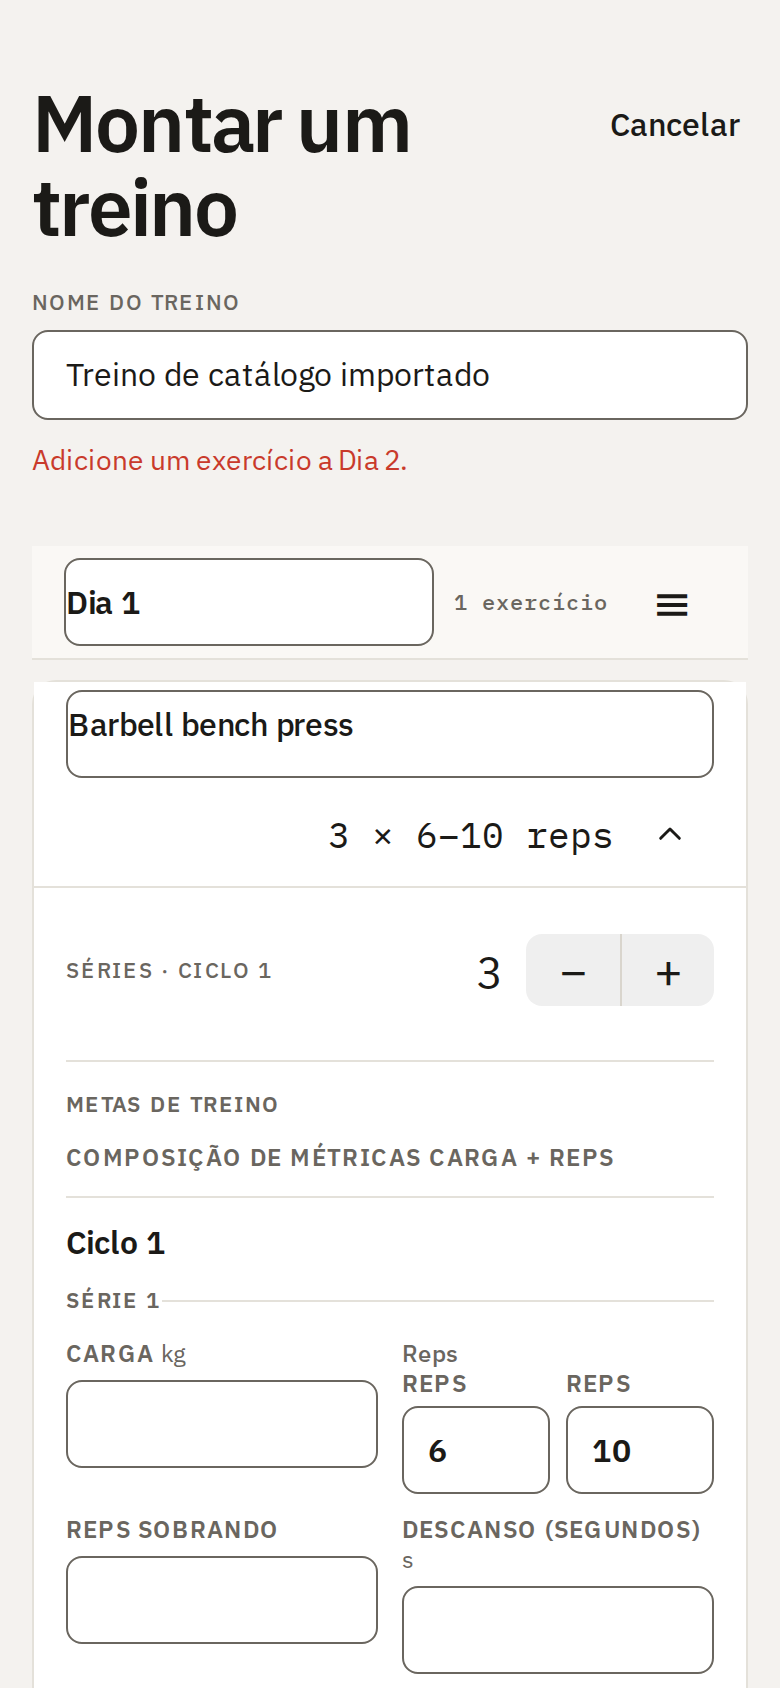 Montar um
treino
Cancelar
NOME DO TREINO
Treino de catálogo importado
Adicione um exercício a Dia 2.
Dia 1
1 exercício
Barbell bench press
3 × 6–10 reps
SÉRIES · CICLO 1
3
− +
METAS DE TREINO
COMPOSIÇÃO DE MÉTRICAS CARGA + REPS
Ciclo 1
SÉRIE 1
CARGA kg
Reps
REPS REPS
6 10
REPS SOBRANDO
DESCANSO (SEGUNDOS)
s